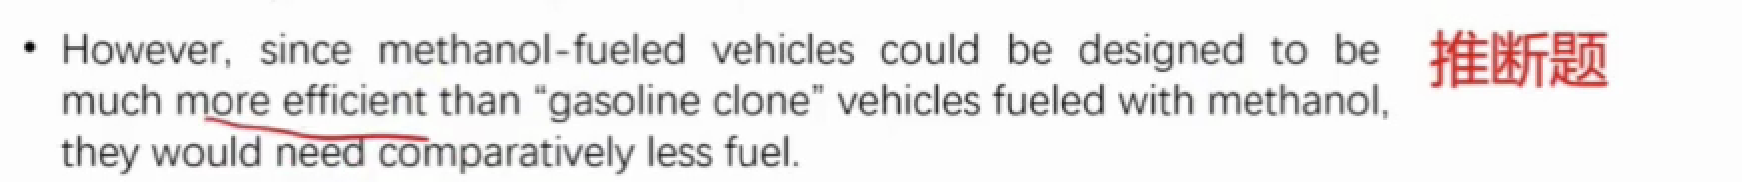 • However, since methanol-fueled vehicles could be designed to be
much more efficient than “gasoline clone” vehicles fueled with methanol,
they would need comparatively less fuel.
推断题